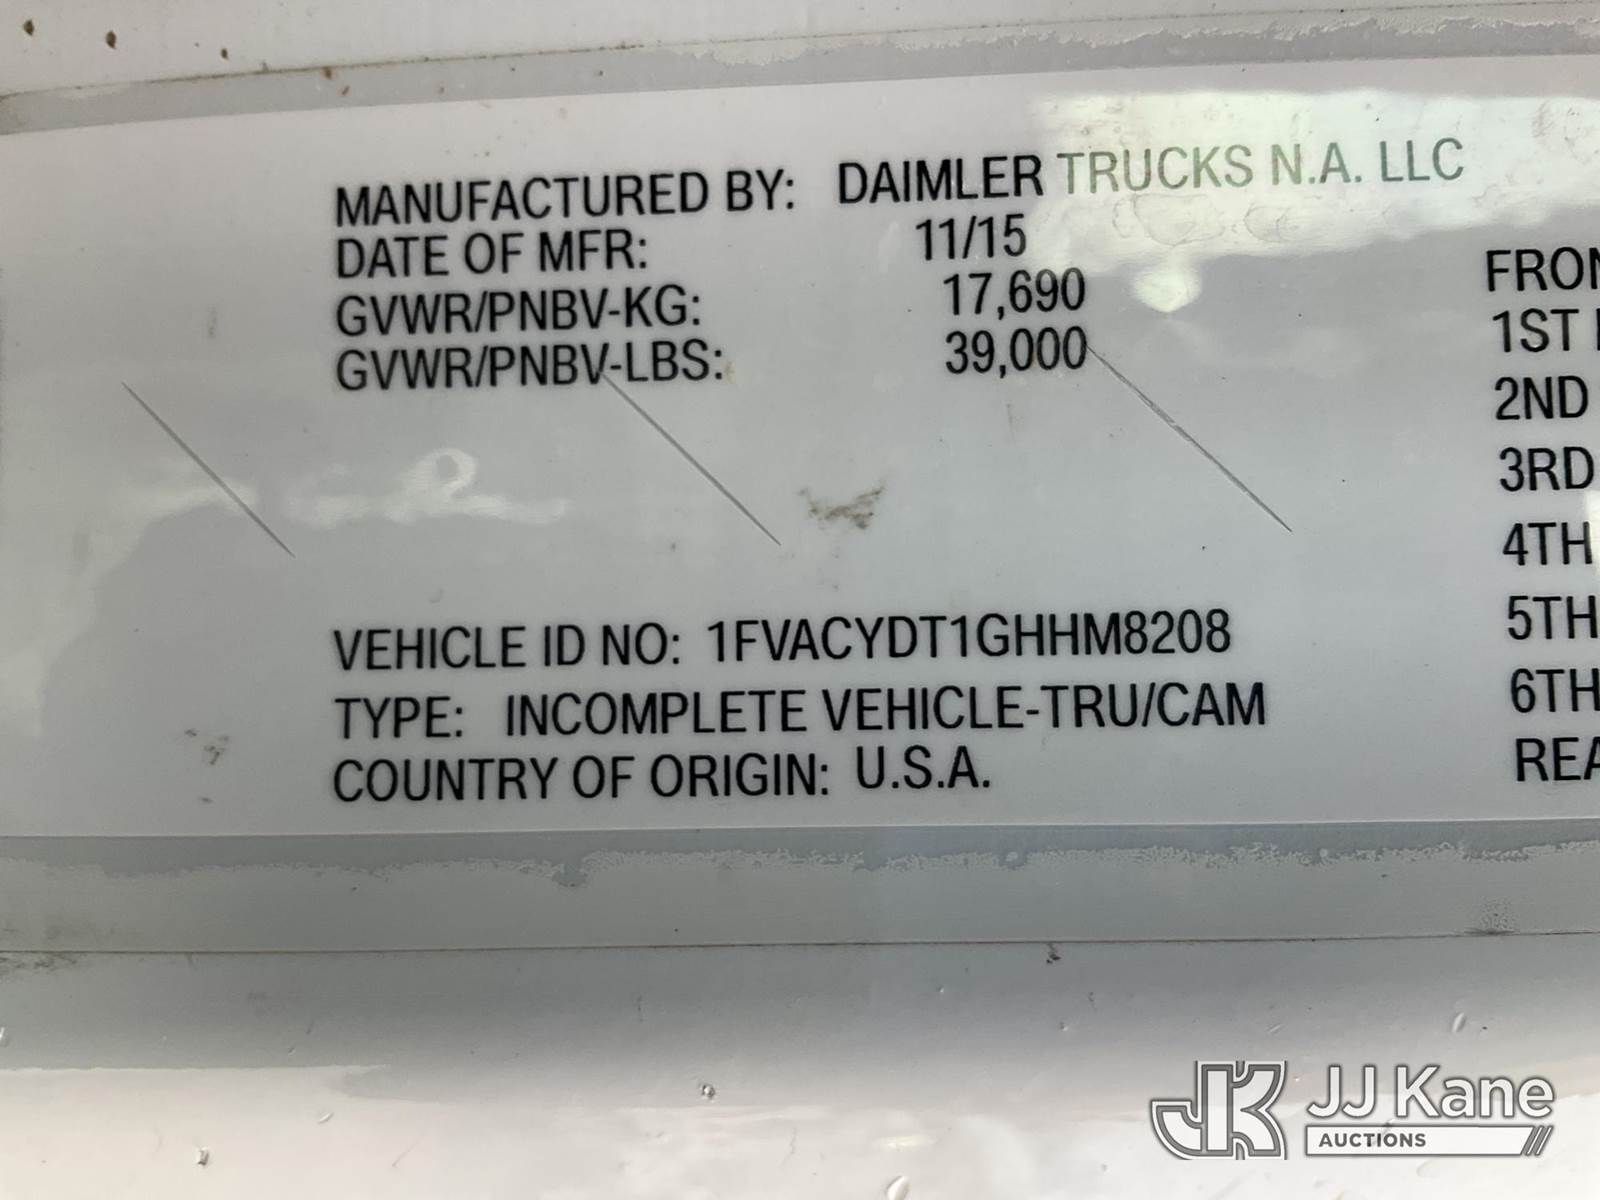 MANUFACTURED BY: DAIMLER TRUCKS N.A. LLC
DATE OF MFR: 11/15
GVWR/PNBV-KG: 17,690
GVWR/PNBV-LBS: 39,000
VEHICLE ID NO: 1FVACYDT1GHHM8208
TYPE: INCOMPLETE VEHICLE-TRU/CAM
COUNTRY OF ORIGIN: U.S.A.
1ST
2ND
3RD
4TH
5TH
6TH
JK JJ Kane
AUCTIONS